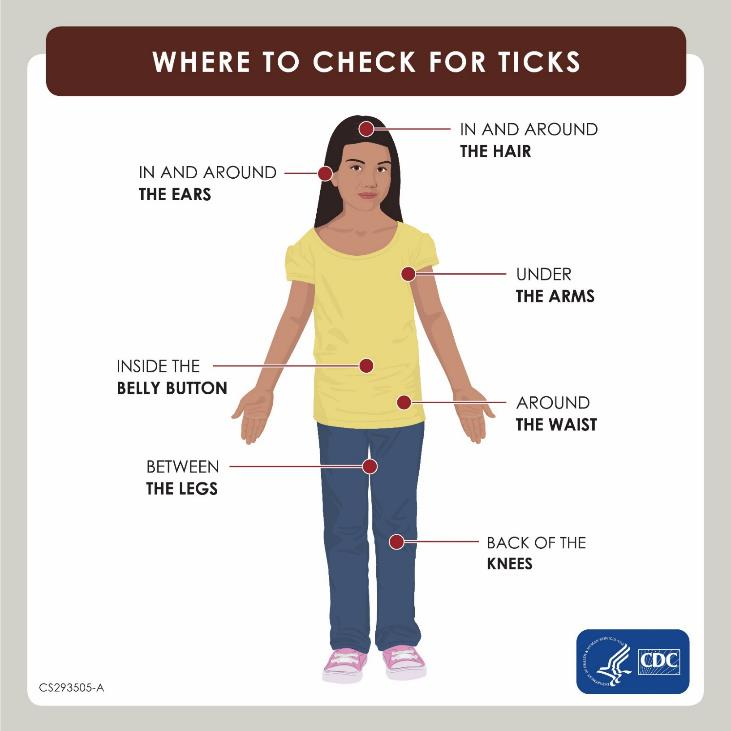 WHERE TO CHECK FOR TICKS
IN AND AROUND
THE HAIR
IN AND AROUND
THE EARS
UNDER
THE ARMS
INSIDE THE
BELLY BUTTON
AROUND
THE WAIST
BETWEEN
THE LEGS
BACK OF THE
KNEES
CDC
CS293505-A